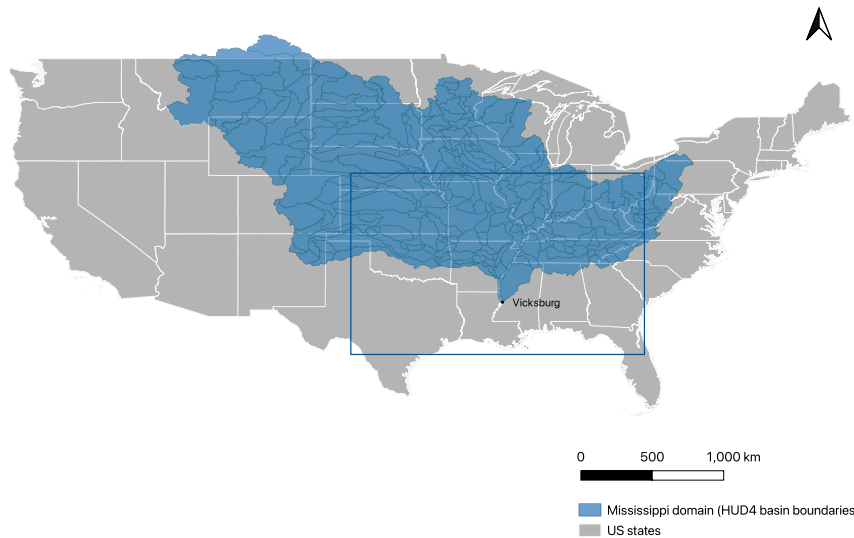 Vicksburg
0 500 1,000 km
Mississippi domain (HUD4 basin boundaries
US states